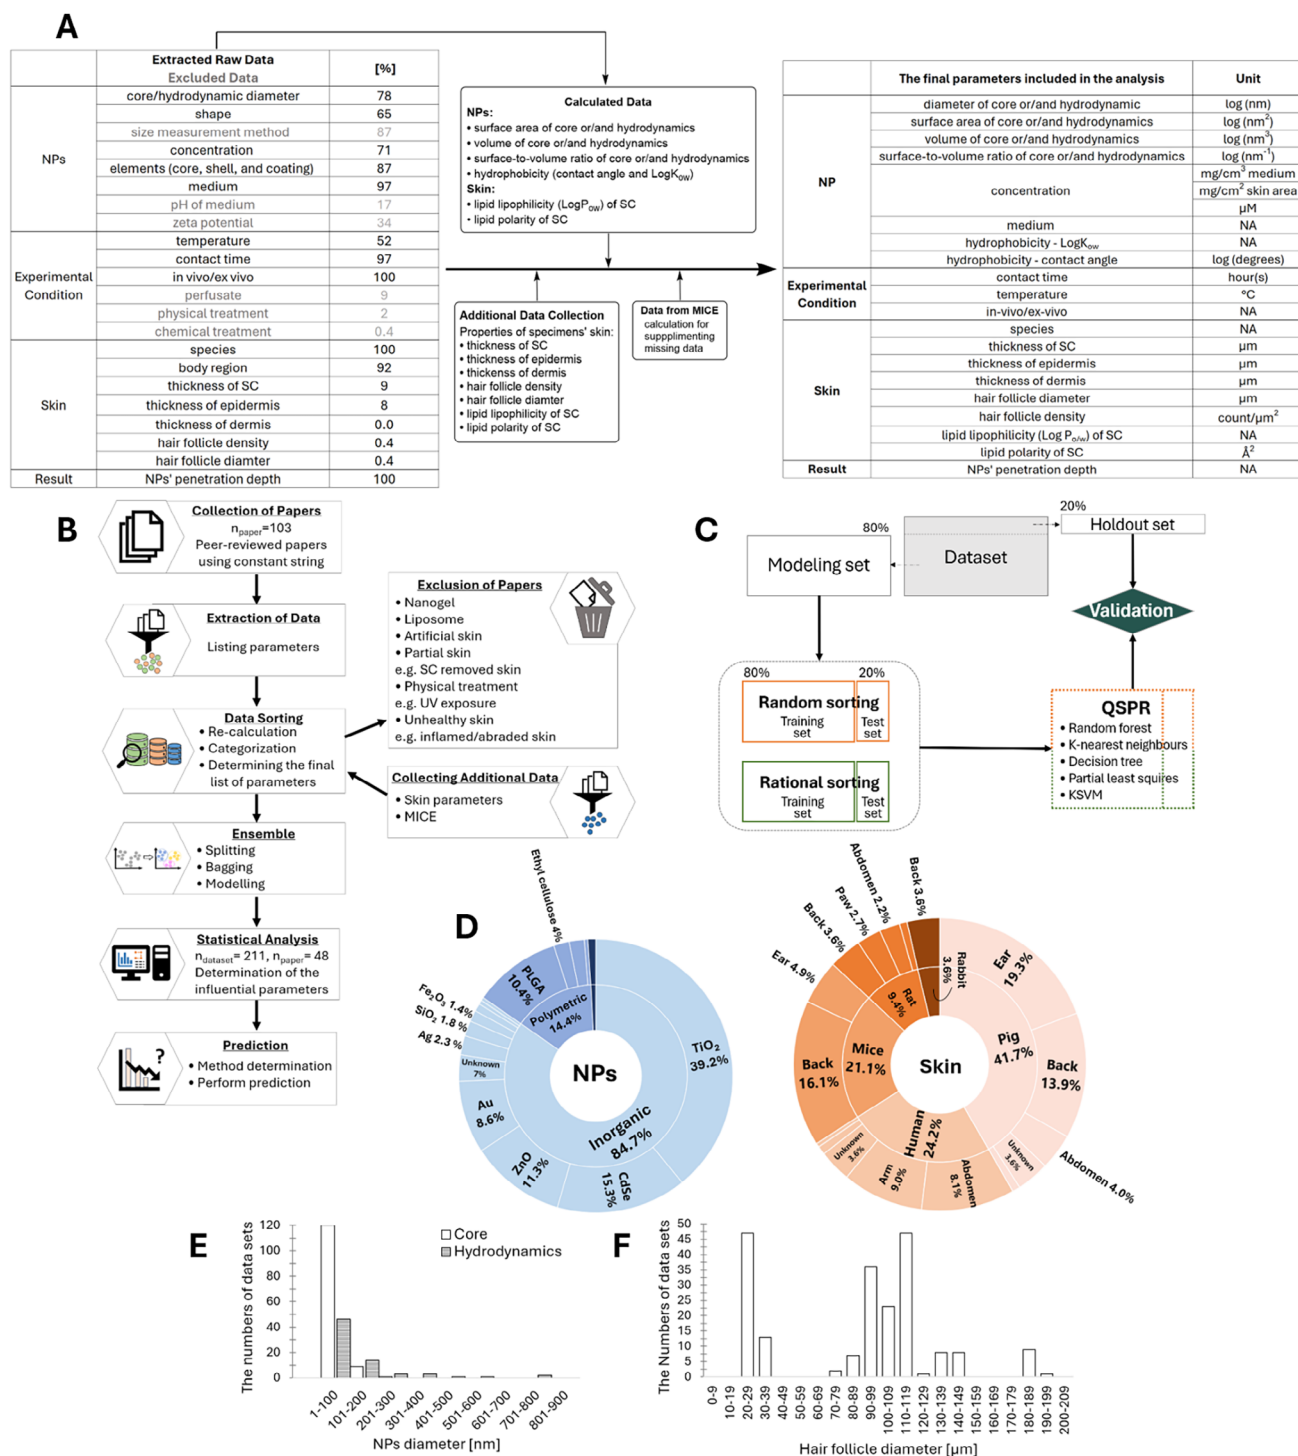 A
Extracted Raw Data
Excluded Data
[%]
NPs
core/hydrodynamic diameter 78
shape 65
size measurement method 87
concentration 71
elements (core, shell, and coating) 87
medium 97
pH of medium 17
zeta potential 34
Experimental
Condition
temperature 52
contact time 97
in vivo/ex vivo 100
perfusate 9
physical treatment 2
chemical treatment 0.4
Skin
species 100
body region 92
thickness of SC 9
thickness of epidermis 8
thickness of dermis 0.0
hair follicle density 0.4
hair follicle diamter 0.4
Result NPs' penetration depth 100
Calculated Data
NPs:
• surface area of core or/and hydrodynamics
• volume of core or/and hydrodynamics
• surface-to-volume ratio of core or/and hydrodynamics
• hydrophobicity (contact angle and LogKow)
Skin:
• lipid lipophilicity (LogPow) of SC
• lipid polarity of SC
Additional Data Collection
Properties of specimens' skin:
• thickness of SC
• thickness of epidermis
• thickenss of dermis
• hair follicle density
• hair follicle diamter
• lipid lipophilicity of SC
• lipid polarity of SC
Data from MICE
calculation for
suppplimenting
missing data
The final parameters included in the analysis Unit
NP
diameter of core or/and hydrodynamic log (nm)
surface area of core or/and hydrodynamics log (nm²)
volume of core or/and hydrodynamics log (nm³)
surface-to-volume ratio of core or/and hydrodynamics log (nm⁻¹)
concentration
mg/cm³ medium
mg/cm² skin area
µM
medium NA
hydrophobicity - LogKow NA
hydrophobicity - contact angle log (degrees)
Experimental
Condition
contact time hour(s)
temperature °C
in-vivo/ex-vivo NA
Skin
species NA
thickness of SC µm
thickness of epidermis µm
thickness of dermis µm
hair follicle diameter µm
hair follicle density count/µm²
lipid lipophilicity (Log Po/w) of SC NA
lipid polarity of SC Å²
Result NPs' penetration depth NA
B
Collection of Papers
npaper=103
Peer-reviewed papers
using constant string
Extraction of Data
Listing parameters
Data Sorting
• Re-calculation
• Categorization
• Determining the final
list of parameters
Ensemble
• Splitting
• Bagging
• Modelling
Statistical Analysis
ndataset= 211, npaper= 48
Determination of the
influential parameters
Prediction
?
• Method determination
• Perform prediction
Exclusion of Papers
• Nanogel
• Liposome
• Artificial skin
• Partial skin
e.g. SC removed skin
• Physical treatment
e.g. UV exposure
• Unhealthy skin
e.g. inflamed/abraded skin
Collecting Additional Data
• Skin parameters
• MICE
C
80%
20%
Modeling set
Dataset
Holdout set
Validation
80% 20%
Random sorting
Training
set
Test
set
Rational sorting
Training
set
Test
set
QSPR
• Random forest
• K-nearest neighbours
• Decision tree
• Partial least squires
• KSVM
D
NPs
Inorganic
84.7%
TiO₂
39.2%
CdSe
15.3%
ZnO
11.3%
Au
8.6%
Unknown
7%
Ag 2.3 %
SiO₂ 1.8 %
Fe₂O₃ 1.4%
Polymetric
14.4%
PLGA
10.4%
Ethyl cellulose 4%
Skin
Pig
41.7%
Ear
19.3%
Back
13.9%
Abdomen 4.0%
Unknown
3.6%
Human
24.2%
Abdomen
8.1%
Arm
9.0%
Unknown
3.6%
Mice
21.1%
Back
16.1%
Ear 4.9%
Rat
9.4%
Back 3.6%
Paw 2.7%
Abdomen 2.2%
Rabbit
3.6%
Back 3.6%
E
The numbers of data sets
120
100
80
60
40
20
0
Core
Hydrodynamics
1-100
101-200
201-300
301-400
401-500
501-600
601-700
701-800
801-900
NPs diameter [nm]
F
The Numbers of data sets
50
45
40
35
30
25
20
15
10
5
0
0-9
10-19
20-29
30-39
40-49
50-59
60-69
70-79
80-89
90-99
100-109
110-119
120-129
130-139
140-149
150-159
160-169
170-179
180-189
190-199
200-209
Hair follicle diameter [µm]